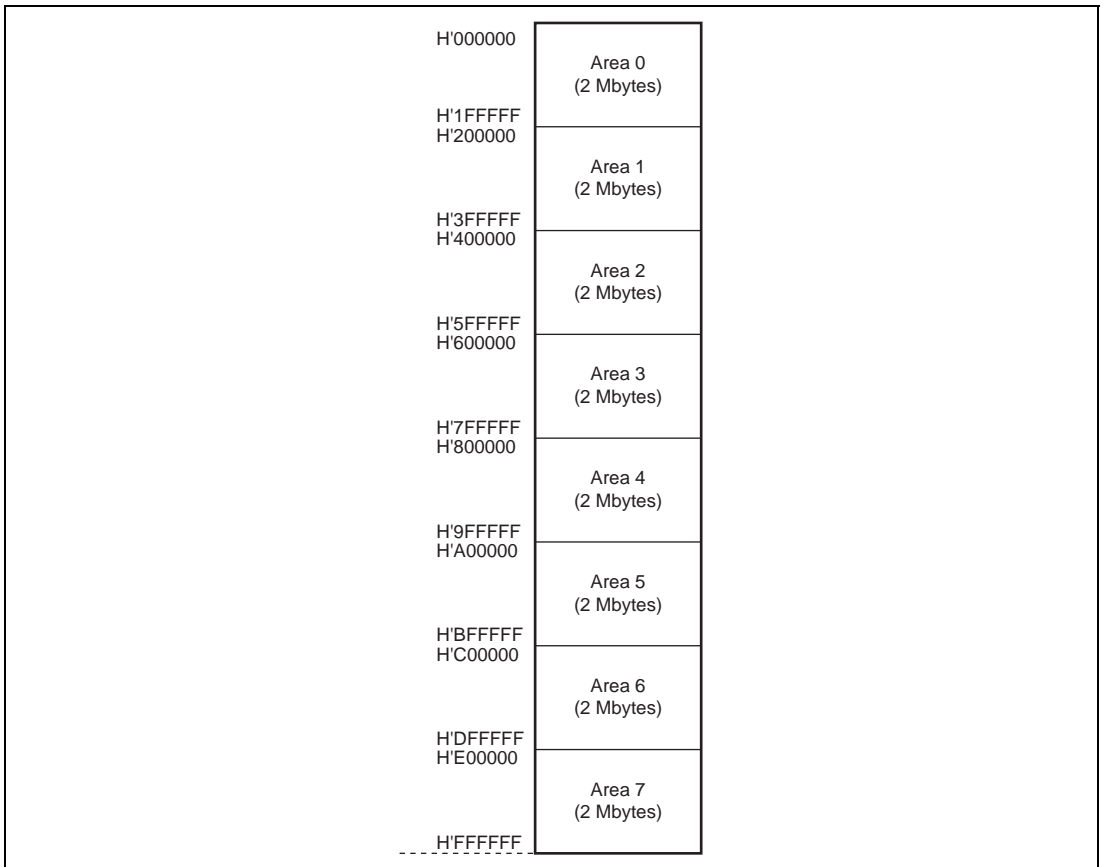 H'000000
Area 0
(2 Mbytes)
H'1FFFFF
H'200000
Area 1
(2 Mbytes)
H'3FFFFF
H'400000
Area 2
(2 Mbytes)
H'5FFFFF
H'600000
Area 3
(2 Mbytes)
H'7FFFFF
H'800000
Area 4
(2 Mbytes)
H'9FFFFF
H'A00000
Area 5
(2 Mbytes)
H'BFFFFF
H'C00000
Area 6
(2 Mbytes)
H'DFFFFF
H'E00000
Area 7
(2 Mbytes)
H'FFFFFF